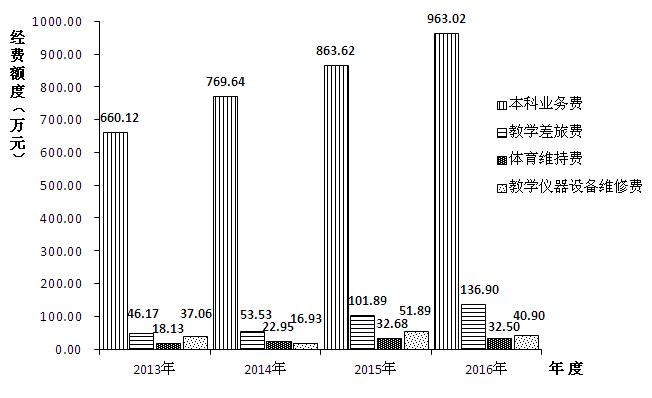 经费额度（万元）
1000.00
900.00
800.00
700.00
600.00
500.00
400.00
300.00
200.00
100.00
0.00
660.12
46.17
18.13
37.06
769.64
53.53
22.95
16.93
863.62
101.89
32.68
51.89
963.02
136.90
32.50
40.90
2013年
2014年
2015年
2016年
年 度
本科业务费
教学差旅费
体育维持费
教学仪器设备维修费